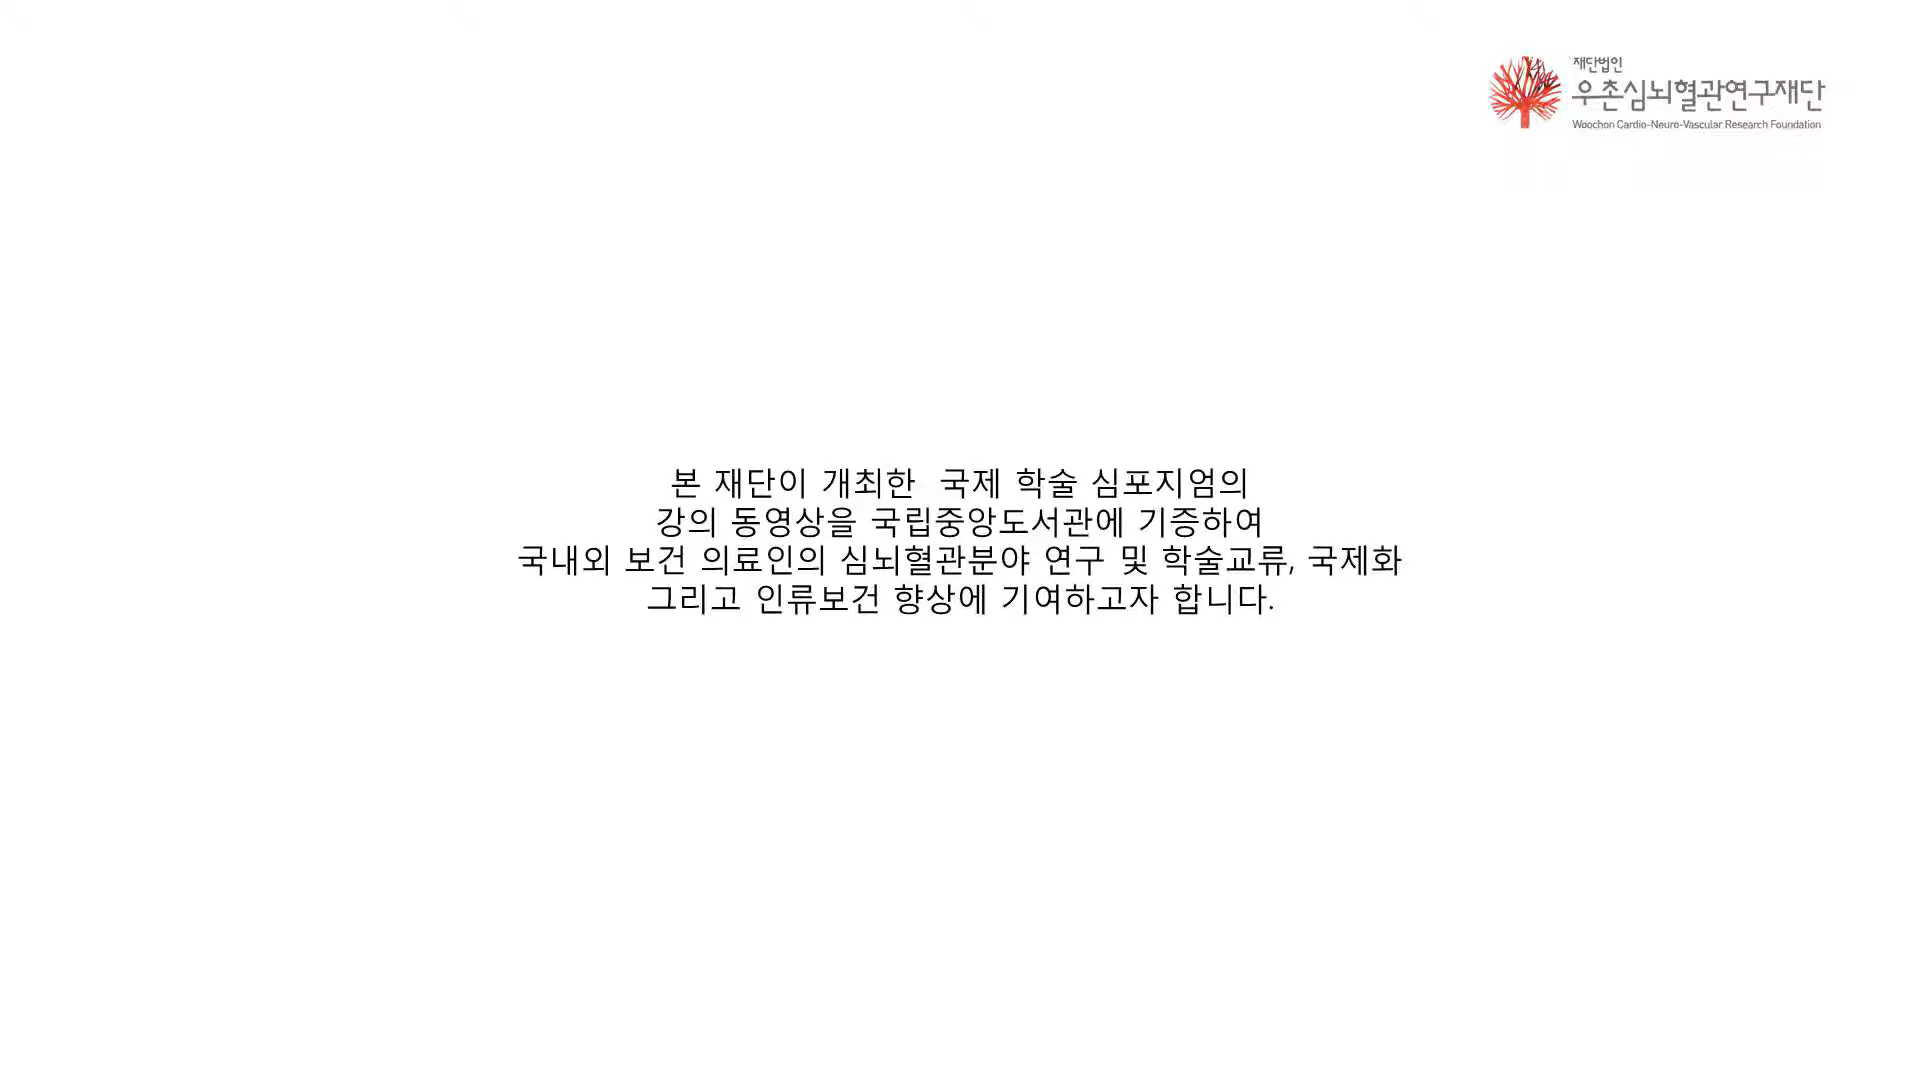 재단법인
우촌심뇌혈관연구재단
Woochon Cardio-Neuro-Vascular Research Foundation
본 재단이 개최한 국제 학술 심포지엄의
강의 동영상을 국립중앙도서관에 기증하여
국내외 보건 의료인의 심뇌혈관분야 연구 및 학술교류, 국제화
그리고 인류보건 향상에 기여하고자 합니다.